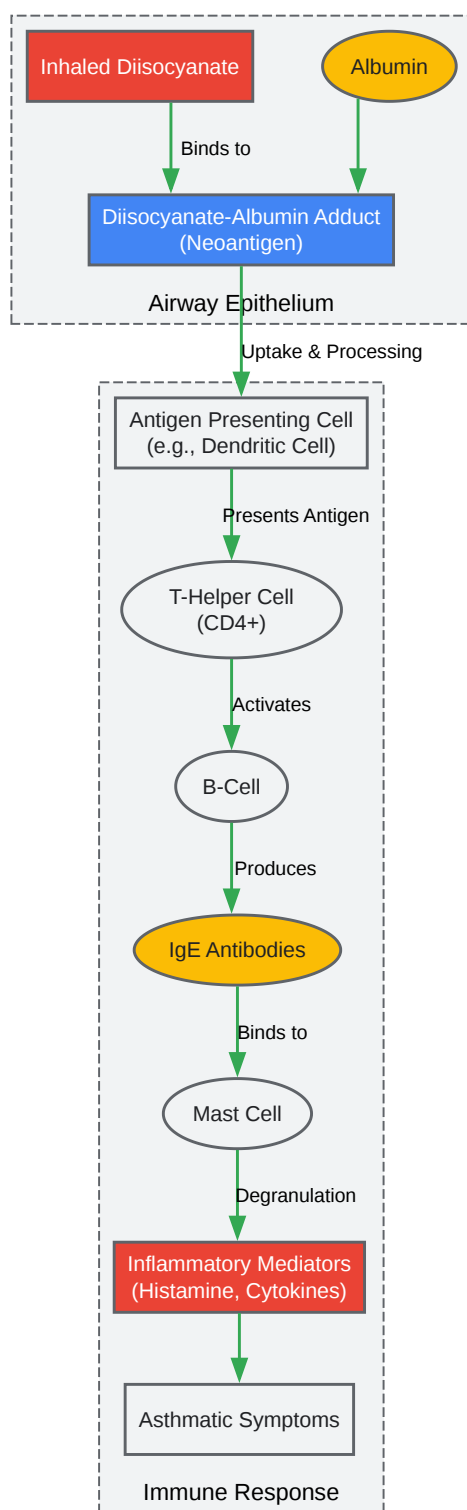 Inhaled Diisocyanate
Albumin
Binds to
Diisocyanate-Albumin Adduct
(Neoantigen)
Airway Epithelium
Uptake & Processing
Antigen Presenting Cell
(e.g., Dendritic Cell)
Presents Antigen
T-Helper Cell
(CD4+)
Activates
B-Cell
Produces
IgE Antibodies
Binds to
Mast Cell
Degranulation
Inflammatory Mediators
(Histamine, Cytokines)
Asthmatic Symptoms
Immune Response